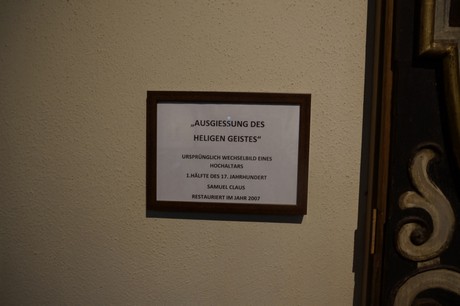 „AUSGIESSUNG DES
HELIGEN GEISTES“
URSPRÜNGLICH WECHSELBILD EINES
HOCHALTARS
1.HÄLFTE DES 17. JAHRHUNDERT
SAMUEL CLAUS
RESTAURIERT IM JAHR 2007